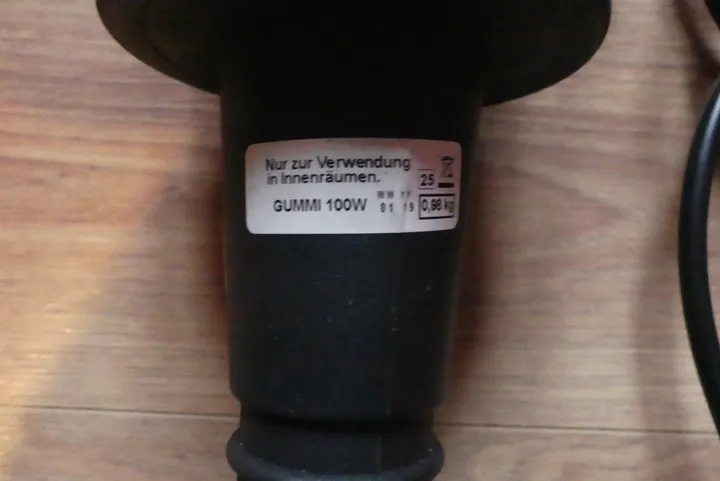 Nur zur Verwendung
in Innenräumen.
25
GUMMI 100W
WW YY
01 19
0,96 kg